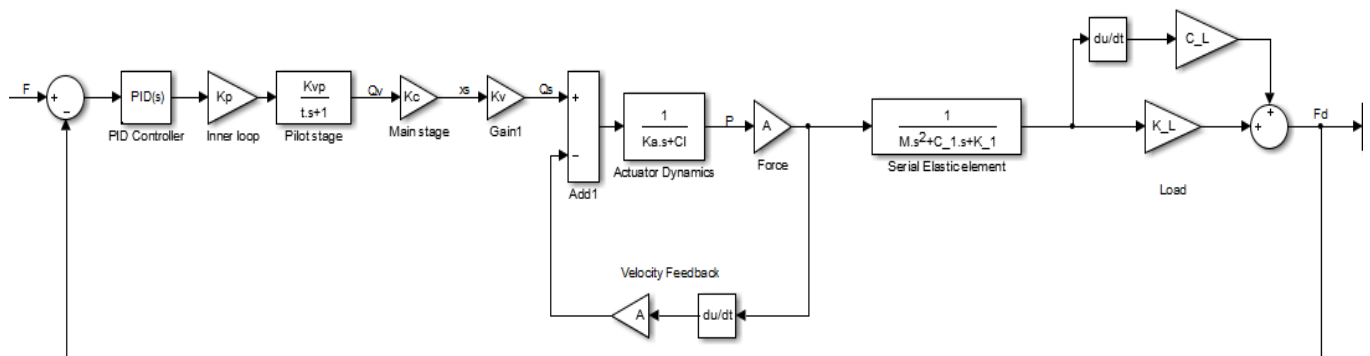 F
+
−
PID(s)
PID Controller
Kp
Inner loop
Kvp
t.s+1
Pilot stage
Qv
Kc
Main stage
xs
Kv
Gain1
Qs
+
−
Add1
1
Ka.s+Cl
Actuator Dynamics
P
A
Force
1
M.s²+C_1.s+K_1
Serial Elastic element
du/dt
C_L
K_L
Load
+
+
Fd
Velocity Feedback
A
du/dt